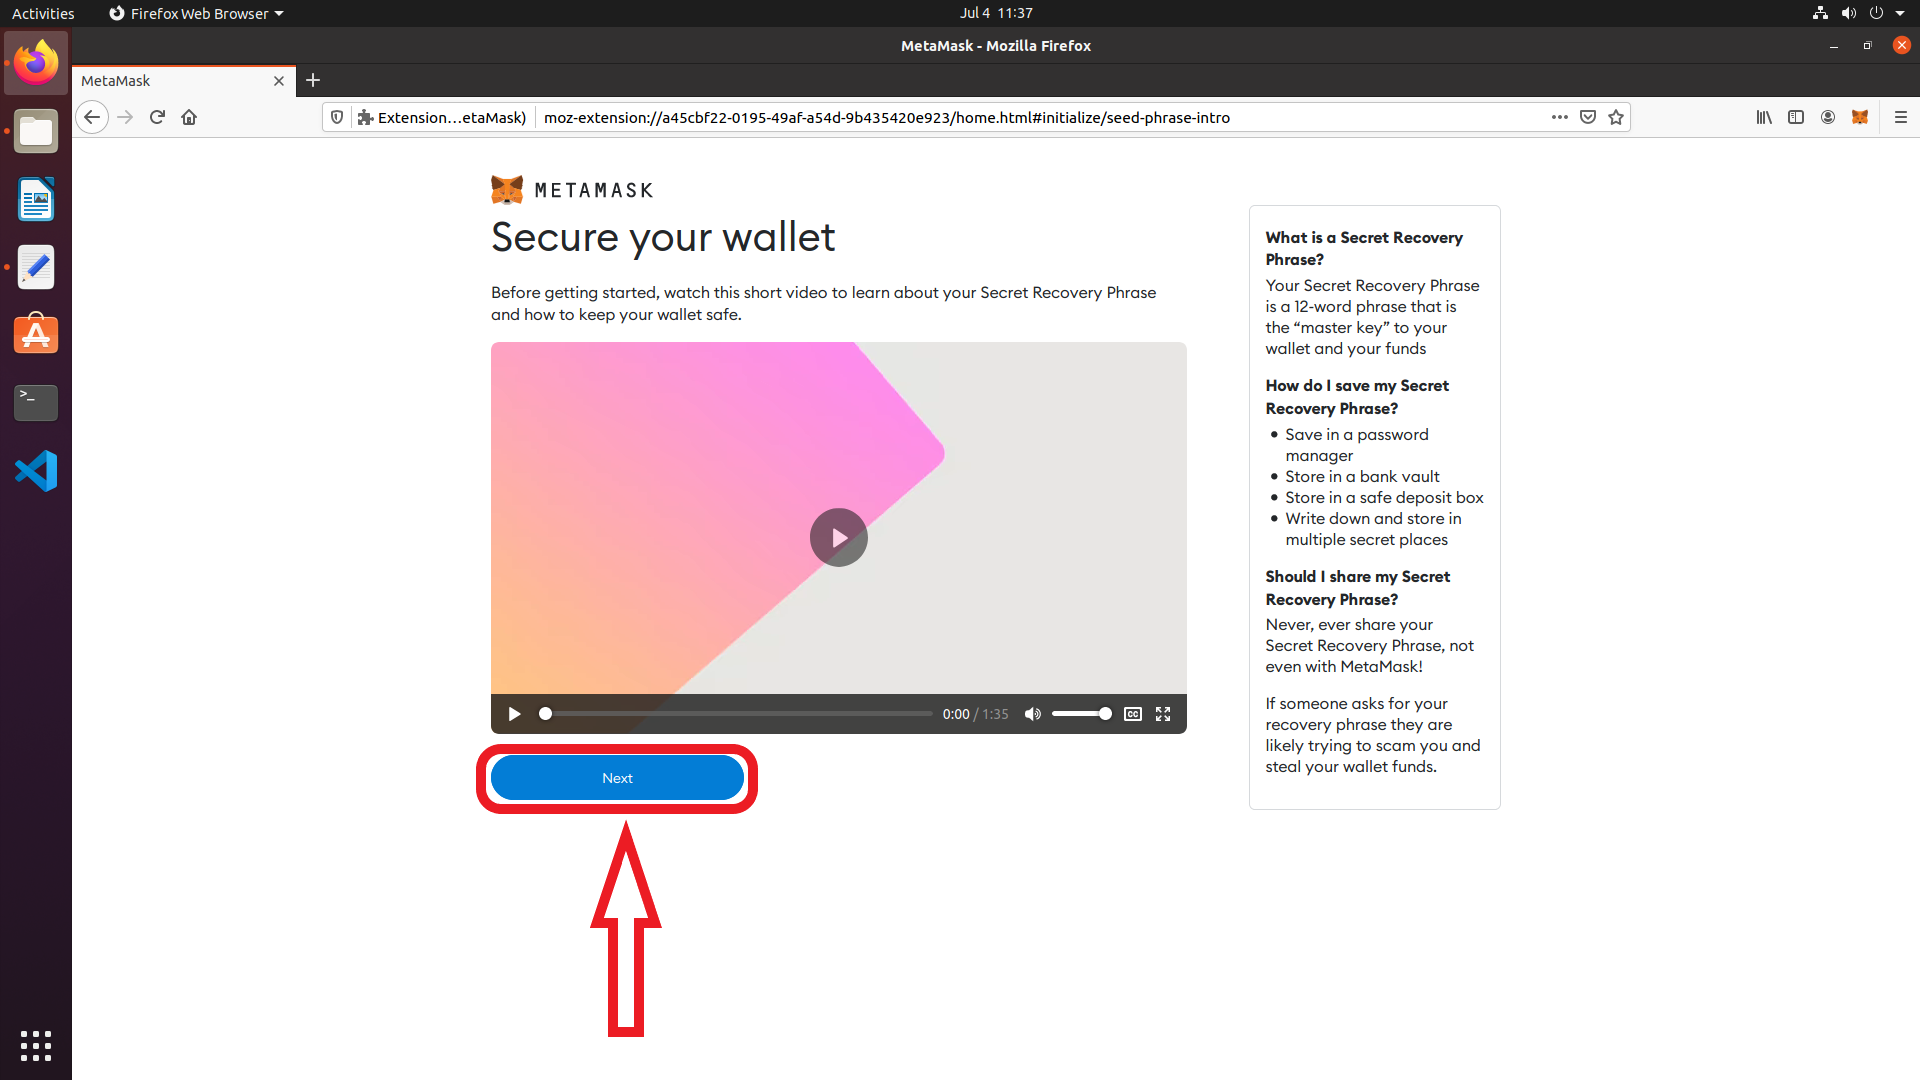 Activities
Firefox Web Browser
Jul 4 11:37
MetaMask - Mozilla Firefox
MetaMask
Extension…etaMask)
moz-extension://a45cbf22-0195-49af-a54d-9b435420e923/home.html#initialize/seed-phrase-intro
METAMASK
Secure your wallet
Before getting started, watch this short video to learn about your Secret Recovery Phrase
and how to keep your wallet safe.
0:00 / 1:35
CC
Next
What is a Secret Recovery
Phrase?
Your Secret Recovery Phrase
is a 12-word phrase that is
the “master key” to your
wallet and your funds
How do I save my Secret
Recovery Phrase?
• Save in a password
manager
• Store in a bank vault
• Store in a safe deposit box
• Write down and store in
multiple secret places
Should I share my Secret
Recovery Phrase?
Never, ever share your
Secret Recovery Phrase, not
even with MetaMask!
If someone asks for your
recovery phrase they are
likely trying to scam you and
steal your wallet funds.